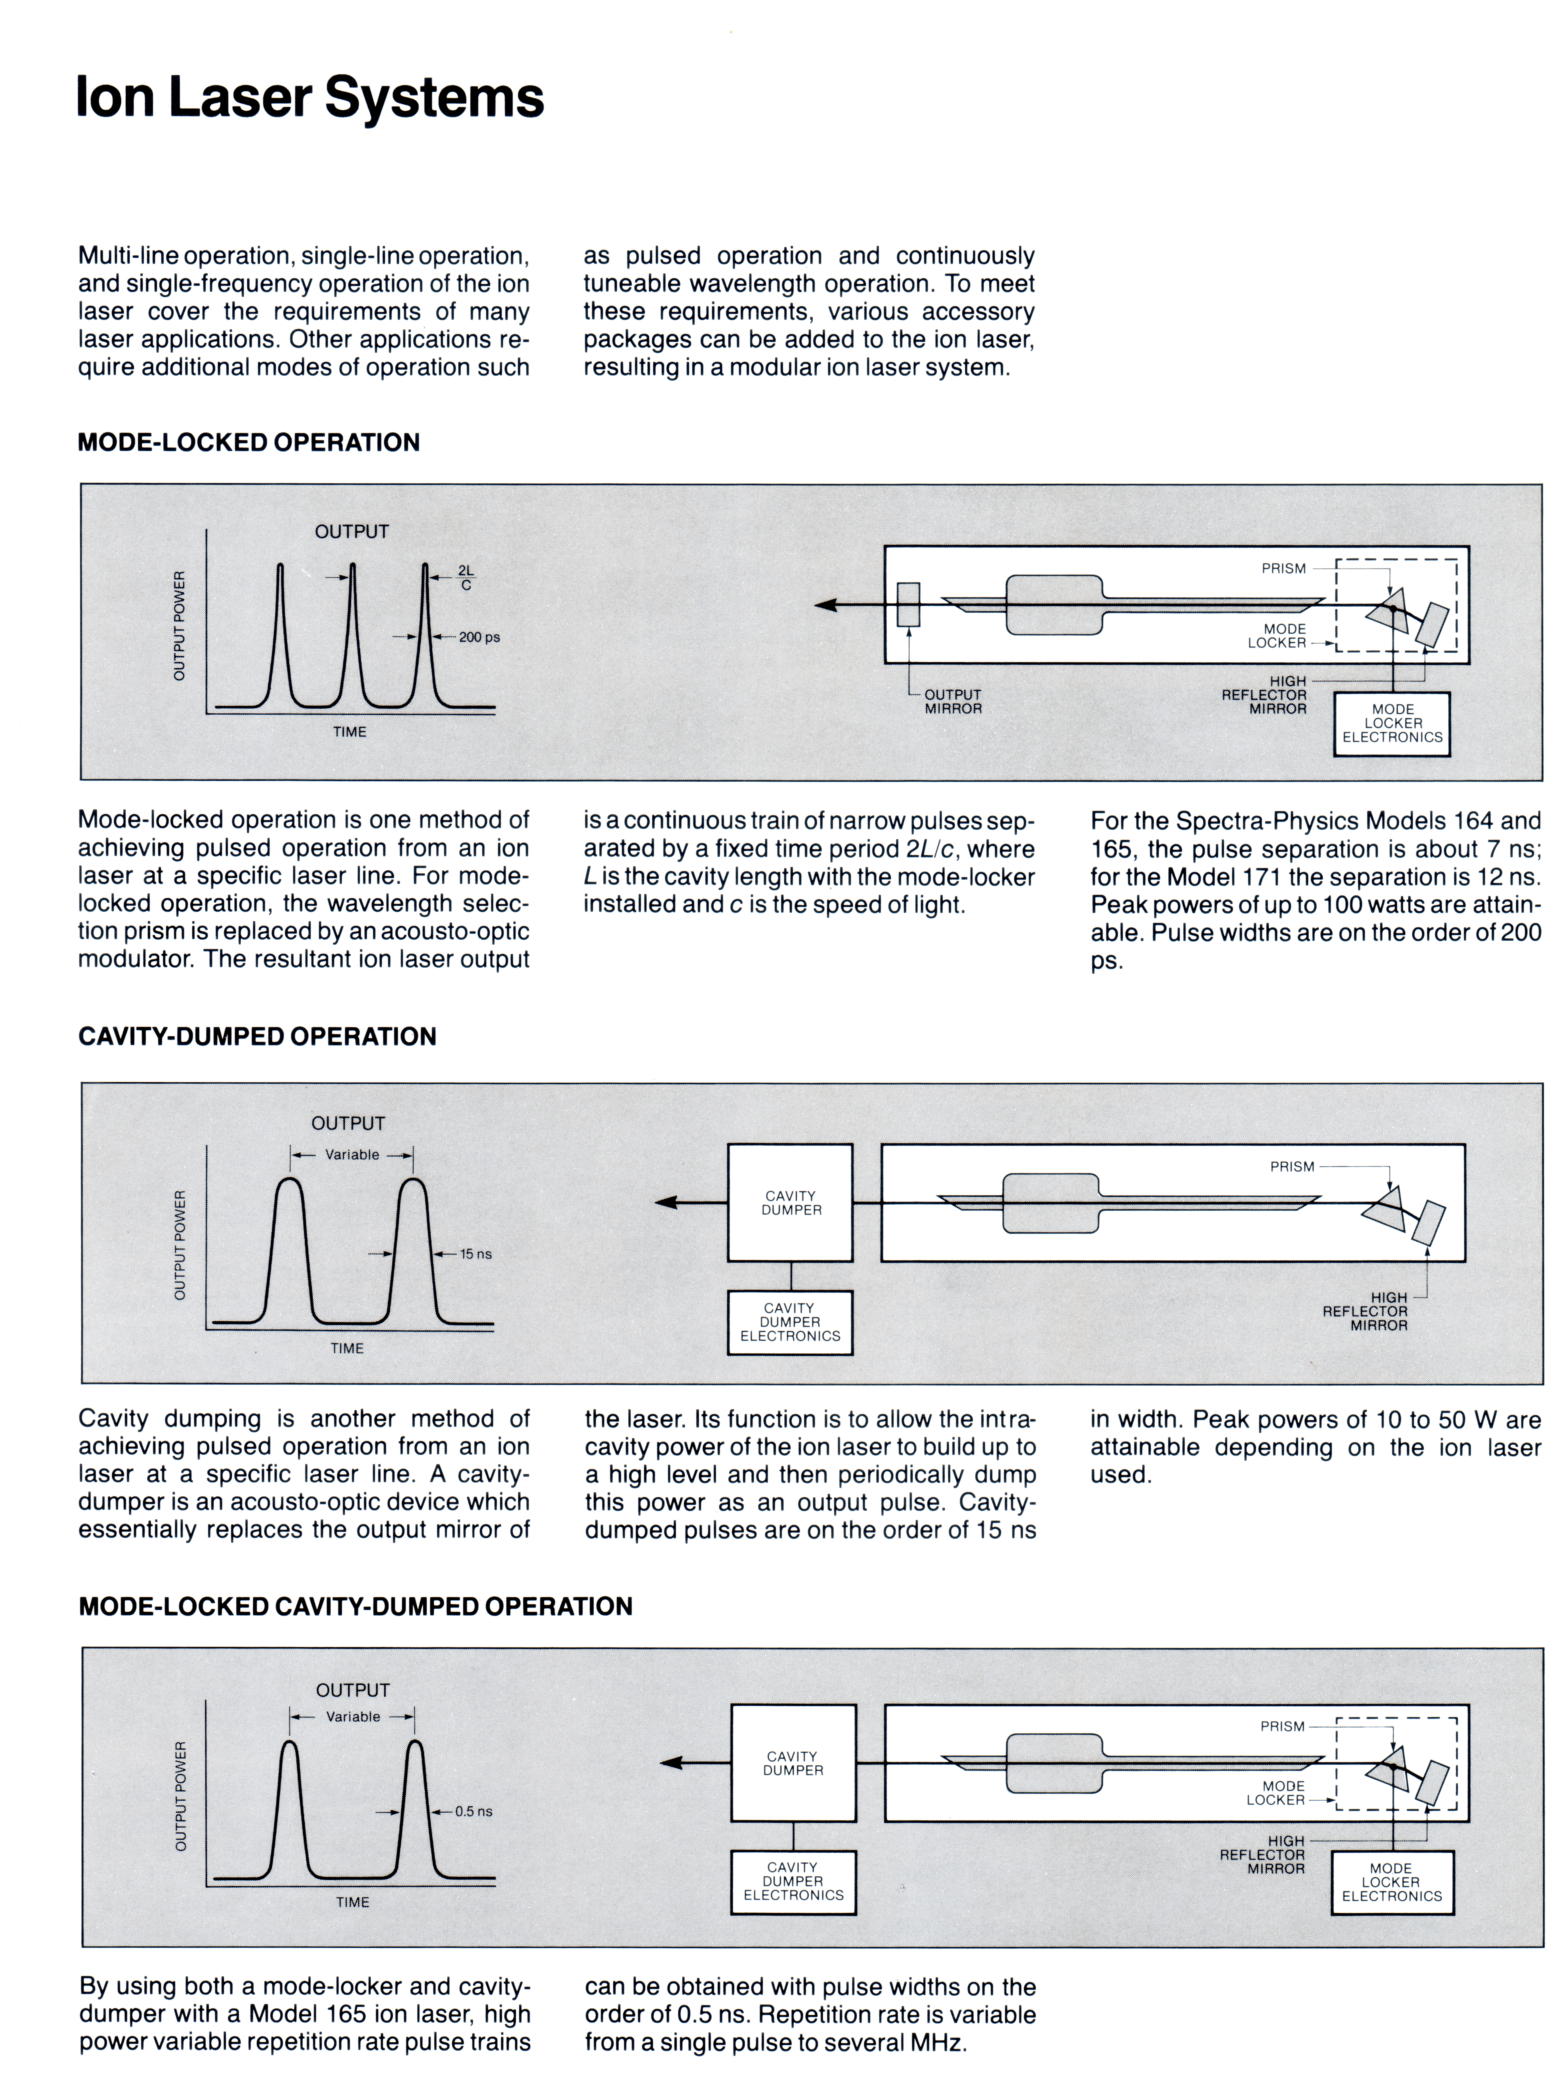 Ion Laser Systems
Multi-line operation, single-line operation,
and single-frequency operation of the ion
laser cover the requirements of many
laser applications. Other applications re-
quire additional modes of operation such
as pulsed operation and continuously
tuneable wavelength operation. To meet
these requirements, various accessory
packages can be added to the ion laser,
resulting in a modular ion laser system.
MODE-LOCKED OPERATION
OUTPUT
OUTPUT POWER
2L
C
200 ps
TIME
PRISM
MODE
LOCKER
OUTPUT
MIRROR
HIGH
REFLECTOR
MIRROR
MODE
LOCKER
ELECTRONICS
Mode-locked operation is one method of
achieving pulsed operation from an ion
laser at a specific laser line. For mode-
locked operation, the wavelength selec-
tion prism is replaced by an acousto-optic
modulator. The resultant ion laser output
is a continuous train of narrow pulses sep-
arated by a fixed time period 2L/c, where
L is the cavity length with the mode-locker
installed and c is the speed of light.
For the Spectra-Physics Models 164 and
165, the pulse separation is about 7 ns;
for the Model 171 the separation is 12 ns.
Peak powers of up to 100 watts are attain-
able. Pulse widths are on the order of 200
ps.
CAVITY-DUMPED OPERATION
OUTPUT
Variable
OUTPUT POWER
15 ns
TIME
CAVITY
DUMPER
CAVITY
DUMPER
ELECTRONICS
PRISM
HIGH
REFLECTOR
MIRROR
Cavity dumping is another method of
achieving pulsed operation from an ion
laser at a specific laser line. A cavity-
dumper is an acousto-optic device which
essentially replaces the output mirror of
the laser. Its function is to allow the intra-
cavity power of the ion laser to build up to
a high level and then periodically dump
this power as an output pulse. Cavity-
dumped pulses are on the order of 15 ns
in width. Peak powers of 10 to 50 W are
attainable depending on the ion laser
used.
MODE-LOCKED CAVITY-DUMPED OPERATION
OUTPUT
Variable
OUTPUT POWER
0.5 ns
TIME
CAVITY
DUMPER
CAVITY
DUMPER
ELECTRONICS
PRISM
MODE
LOCKER
HIGH
REFLECTOR
MIRROR
MODE
LOCKER
ELECTRONICS
By using both a mode-locker and cavity-
dumper with a Model 165 ion laser, high
power variable repetition rate pulse trains
can be obtained with pulse widths on the
order of 0.5 ns. Repetition rate is variable
from a single pulse to several MHz.